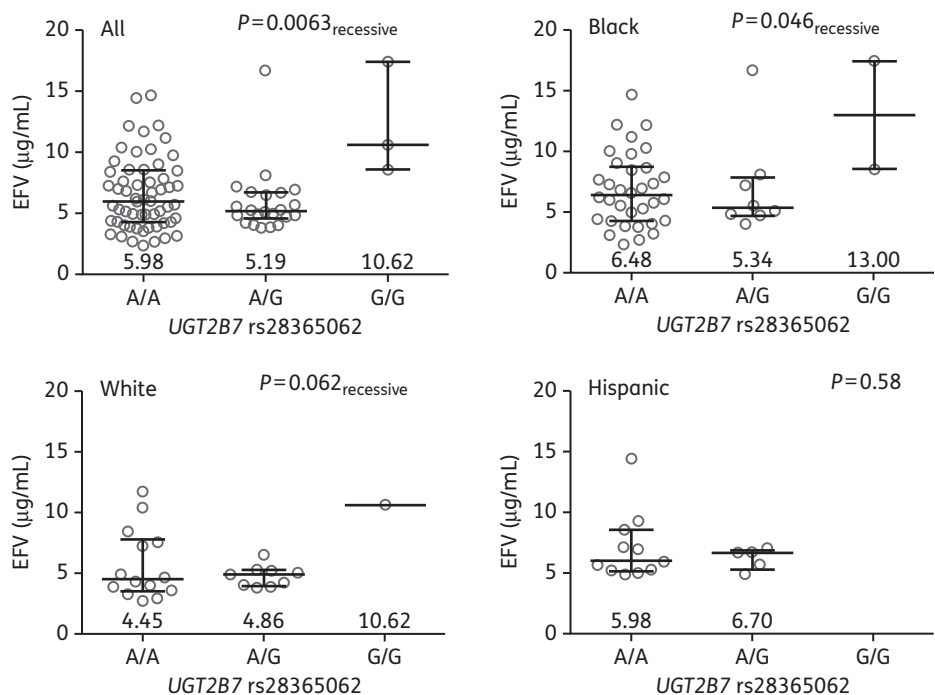 All
P=0.0063recessive
20
15
10
5
0
EFV (μg/mL)
5.98 5.19 10.62
A/A A/G G/G
UGT2B7 rs28365062
Black
P=0.046recessive
20
15
10
5
0
EFV (μg/mL)
6.48 5.34 13.00
A/A A/G G/G
UGT2B7 rs28365062
White
P=0.062recessive
20
15
10
5
0
EFV (μg/mL)
4.45 4.86 10.62
A/A A/G G/G
UGT2B7 rs28365062
Hispanic
P=0.58
20
15
10
5
0
EFV (μg/mL)
5.98 6.70
A/A A/G G/G
UGT2B7 rs28365062